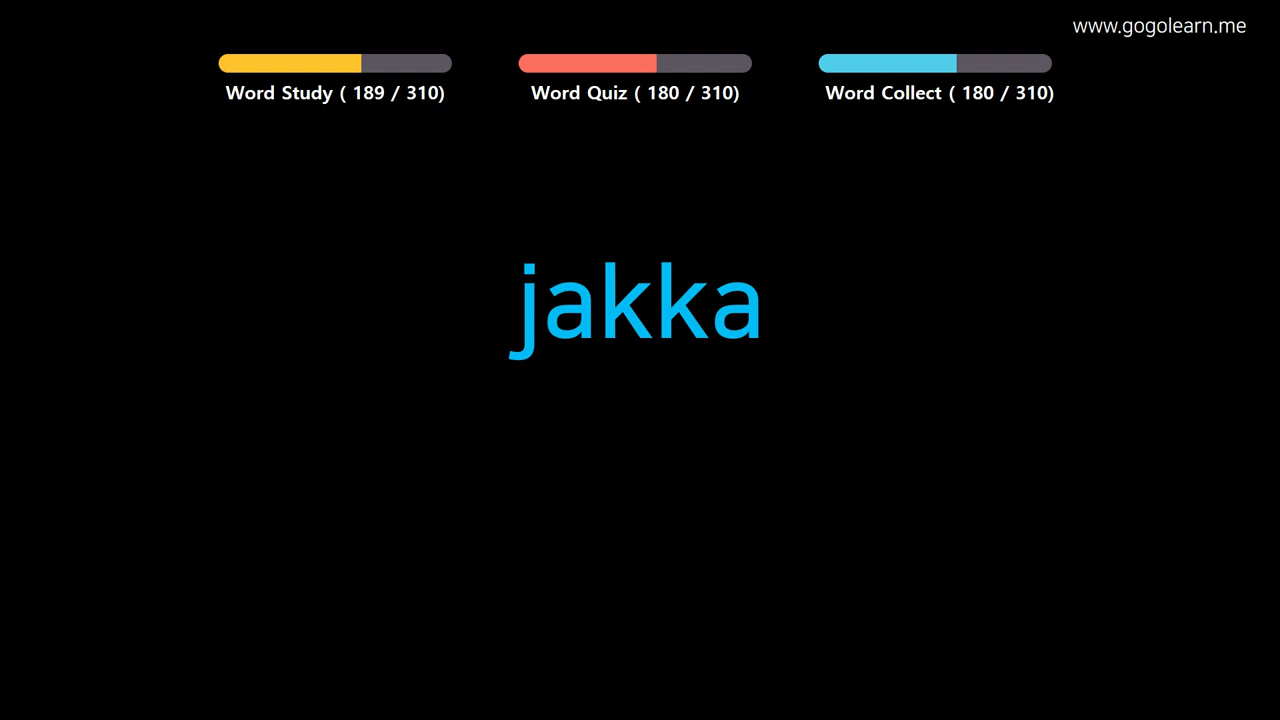 www.gogolearn.me
Word Study ( 189 / 310)
Word Quiz ( 180 / 310)
Word Collect ( 180 / 310)
jakka